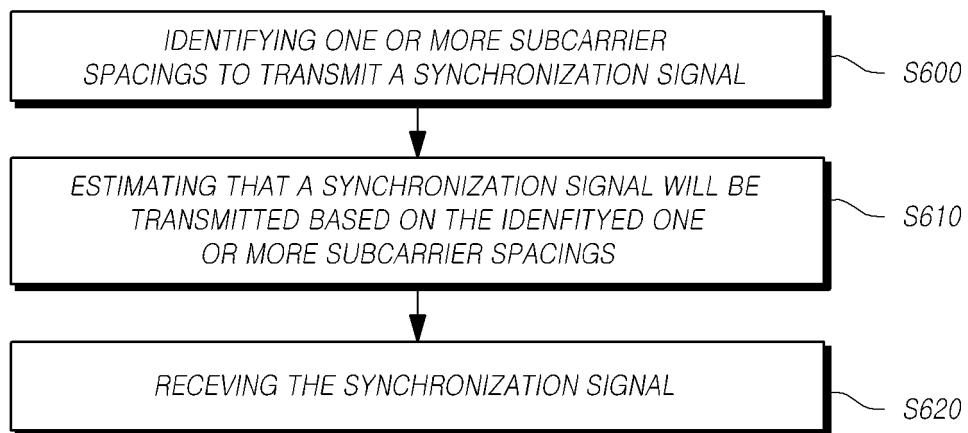 IDENTIFYING ONE OR MORE SUBCARRIER
SPACINGS TO TRANSMIT A SYNCHRONIZATION SIGNAL
S600
ESTIMATING THAT A SYNCHRONIZATION SIGNAL WILL BE
TRANSMITTED BASED ON THE IDENFITYED ONE
OR MORE SUBCARRIER SPACINGS
S610
RECEVING THE SYNCHRONIZATION SIGNAL
S620